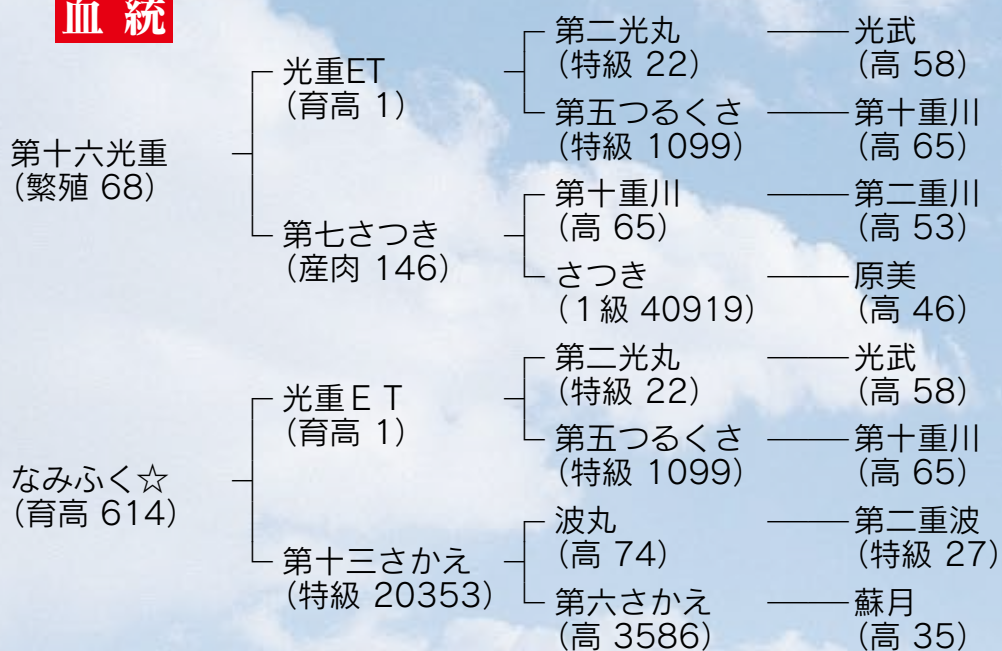 血統
第十六光重
(繁殖 68)
光重ET
(育高 1)
第二光丸
(特級 22)
光武
(高 58)
第五つるくさ
(特級 1099)
第十重川
(高 65)
第七さつき
(産肉 146)
第十重川
(高 65)
第二重川
(高 53)
さつき
(1級 40919)
原美
(高 46)
なみふく☆
(育高 614)
光重ET
(育高 1)
第二光丸
(特級 22)
光武
(高 58)
第五つるくさ
(特級 1099)
第十重川
(高 65)
第十三さかえ
(特級 20353)
波丸
(高 74)
第二重波
(特級 27)
第六さかえ
(高 3586)
蘇月
(高 35)